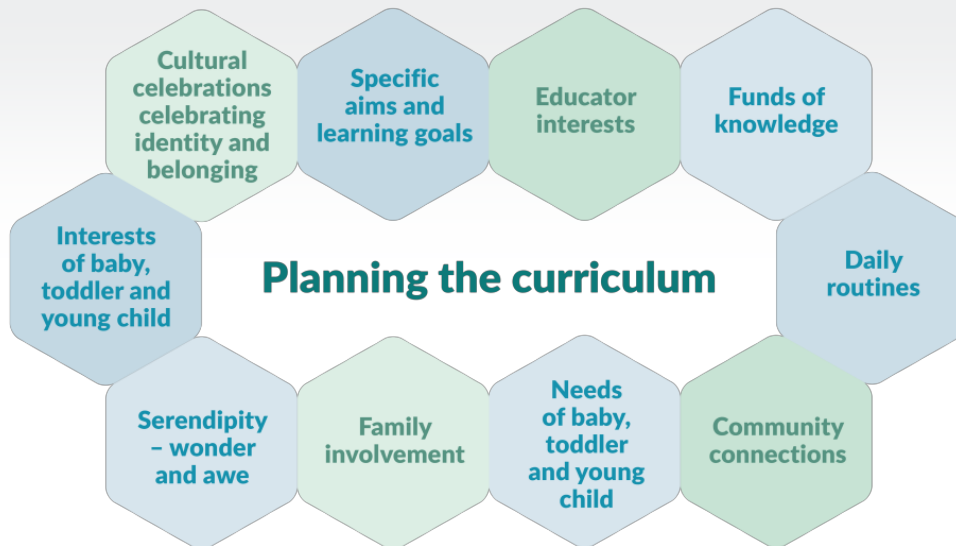 Cultural
celebrations
celebrating
identity and
belonging
Specific
aims and
learning goals
Educator
interests
Funds of
knowledge
Interests
of baby,
toddler and
young child
Planning the curriculum
Daily
routines
Serendipity
– wonder
and awe
Family
involvement
Needs
of baby,
toddler
and young
child
Community
connections